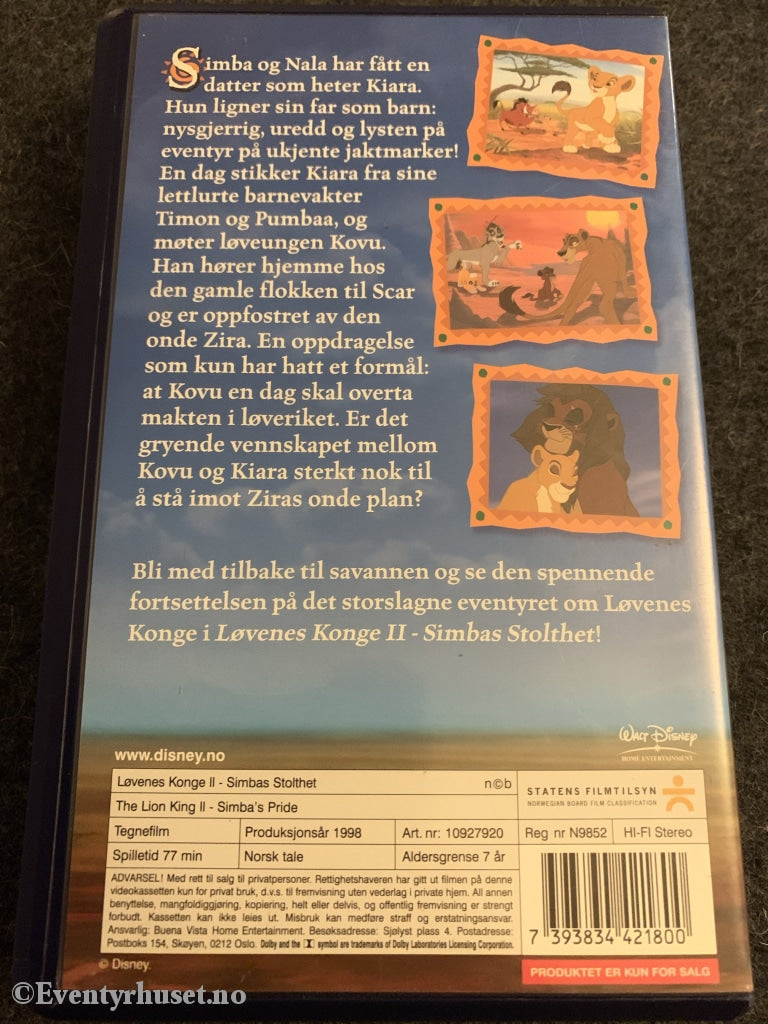 Simba og Nala har fått en
datter som heter Kiara.
Hun ligner sin far som barn:
nysgjerrig, uredd og lysten på
eventyr på ukjente jaktmarker!
En dag stikker Kiara fra sine
lettlurte barnevakter
Timon og Pumbaa, og
møter løveungen Kovu.
Han hører hjemme hos
den gamle flokken til Scar
og er oppfostret av den
onde Zira. En oppdragelse
som kun har hatt et formål:
at Kovu en dag skal overta
makten i løveriket. Er det
gryende vennskapet mellom
Kovu og Kiara sterkt nok til
å stå imot Ziras onde plan?
Bli med tilbake til savannen og se den spennende
fortsettelsen på det storslagne eventyret om Løvenes
Konge i Løvenes Konge II - Simbas Stolthet!
www.disney.no
WALT DISNEY
HOME ENTERTAINMENT
Løvenes Konge II - Simbas Stolthet n©b
The Lion King II - Simba's Pride
STATENS FILMTILSYN
NORWEGIAN BOARD FILM CLASSIFICATION
Tegnefilm Produksjonsår 1998 Art. nr: 10927920 Reg nr N9852 HI-FI Stereo
Spilletid 77 min Norsk tale Aldersgrense 7 år
ADVARSEL! Med rett til salg til privatpersoner. Rettighetshaveren har gitt ut filmen på denne
videokassetten kun for privat bruk, d.v.s. til fremvisning uten vederlag i private hjem. All annen
benyttelse, mangfoldiggjøring, kopiering, helt eller delvis, og offentlig fremvisning er strengt
forbudt. Kassetten kan ikke leies ut. Misbruk kan medføre straff og erstatningsansvar.
Ansvarlig: Buena Vista Home Entertainment. Besøksadresse: Sjølyst plass 4. Postadresse:
Postboks 154, Skøyen, 0212 Oslo. Dolby and the symbol are trademarks of Dolby Laboratories Licensing Corporation.
7 393834 421800
© Disney.
PRODUKTET ER KUN FOR SALG
©Eventyrhuset.no